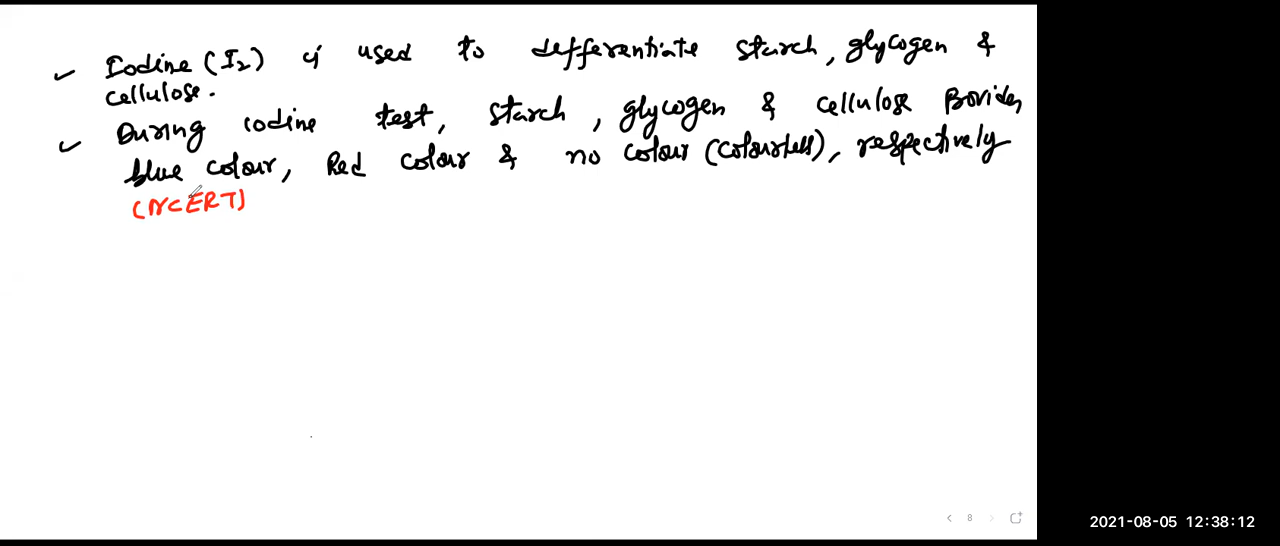 Iodine (I2) is used to defferentiate starch, glycogen &
cellulose.
During iodine test, starch, glycogen & cellulose Provides
blue colour, Red colour & no colour (colourless), respectively
(NCERT)
8
2021-08-05 12:38:12